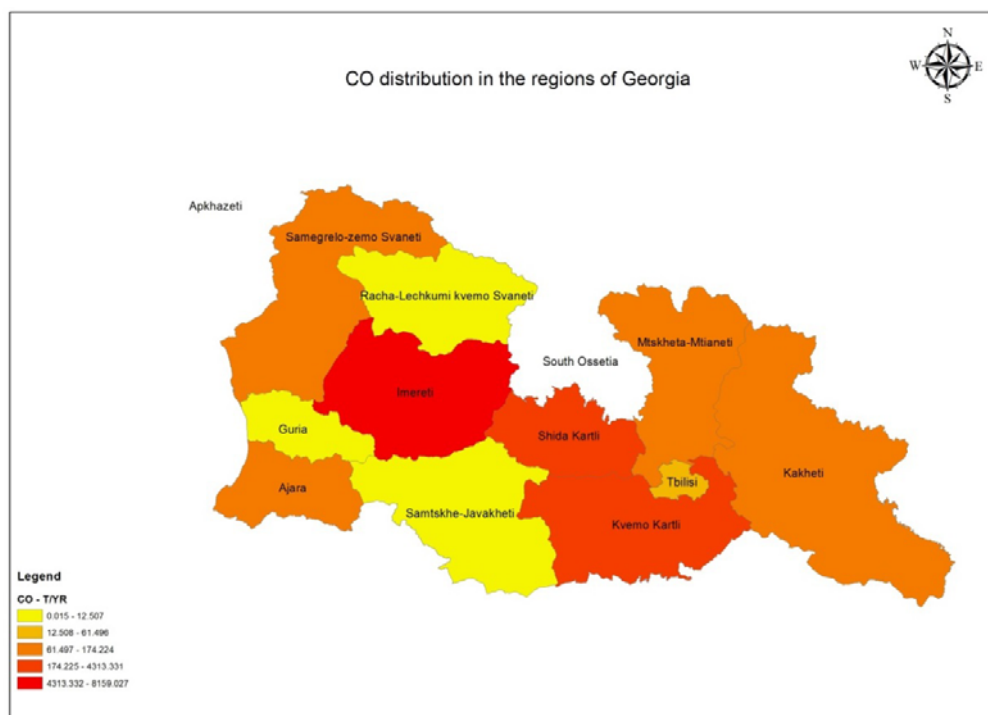 CO distribution in the regions of Georgia
N
W
E
S
Apkhazeti
Samegrelo-zemo Svaneti
Racha-Lechkumi kvemo Svaneti
Mtskheta-Mtianeti
South Ossetia
Imereti
Guria
Shida Kartli
Kakheti
Tbilisi
Ajara
Samtskhe-Javakheti
Kvemo Kartli
Legend
CO - T/YR
0.015 - 12.507
12.508 - 61.496
61.497 - 174.224
174.225 - 4313.331
4313.332 - 8159.027